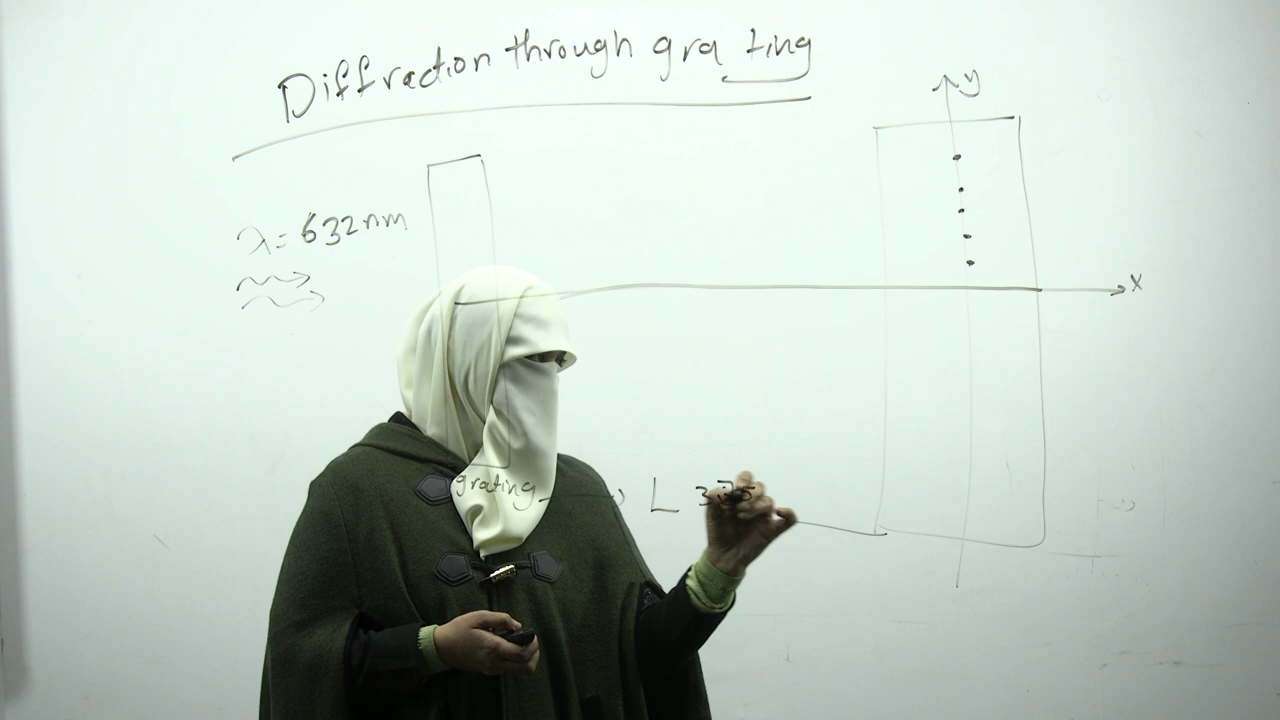 Diffraction through grating
y
λ = 632 nm
x
grating
L